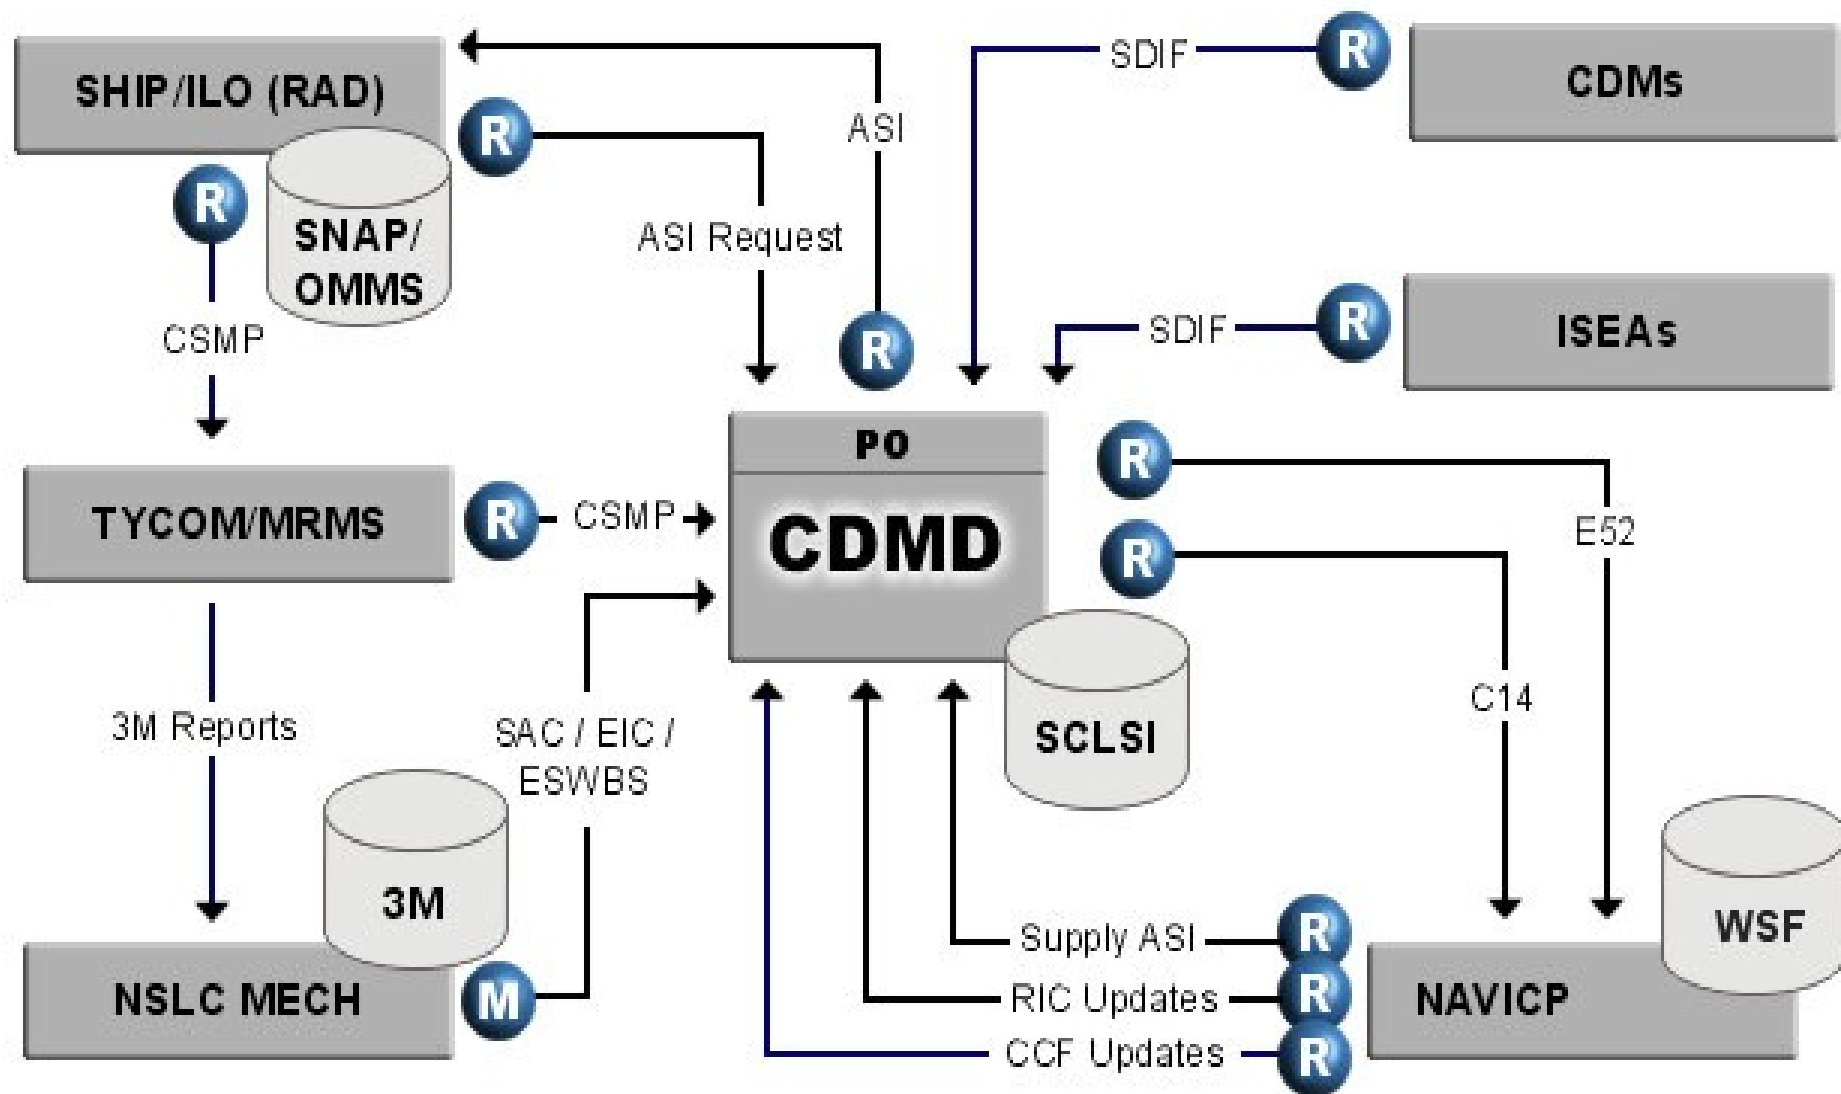 SHIP/ILO (RAD)
R
SNAP/
OMMS
R
CSMP
ASI Request
ASI
R
SDIF
R
CDMs
SDIF
R
ISEAs
TYCOM/MRMS
R
CSMP
PO
CDMD
SCLSI
R
E52
R
C14
3M Reports
SAC / EIC /
ESWBS
3M
NSLC MECH
M
Supply ASI
R
RIC Updates
R
CCF Updates
R
WSF
NAVICP